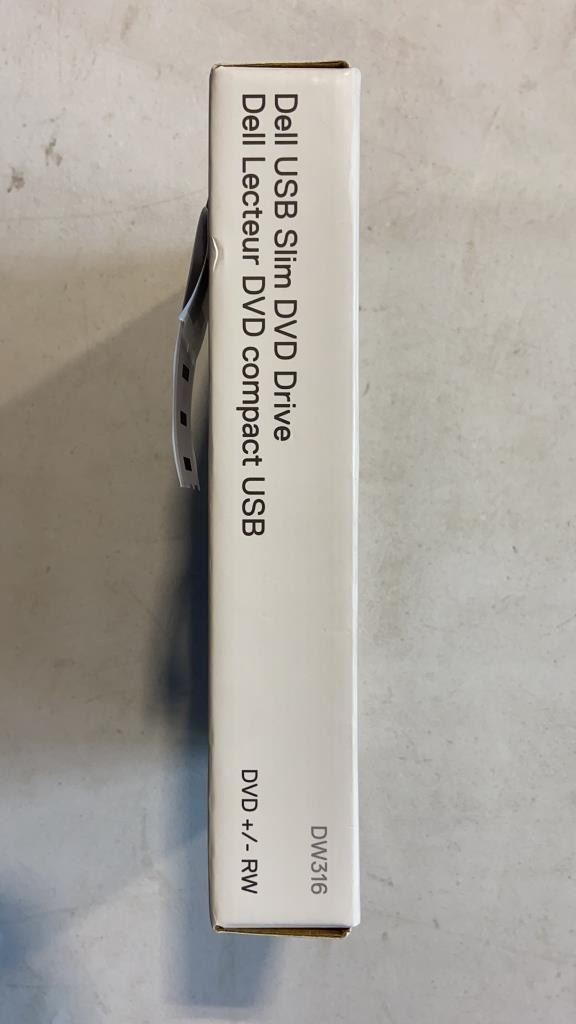 Dell USB Slim DVD Drive
Dell Lecteur DVD compact USB
DW316
DVD +/- RW